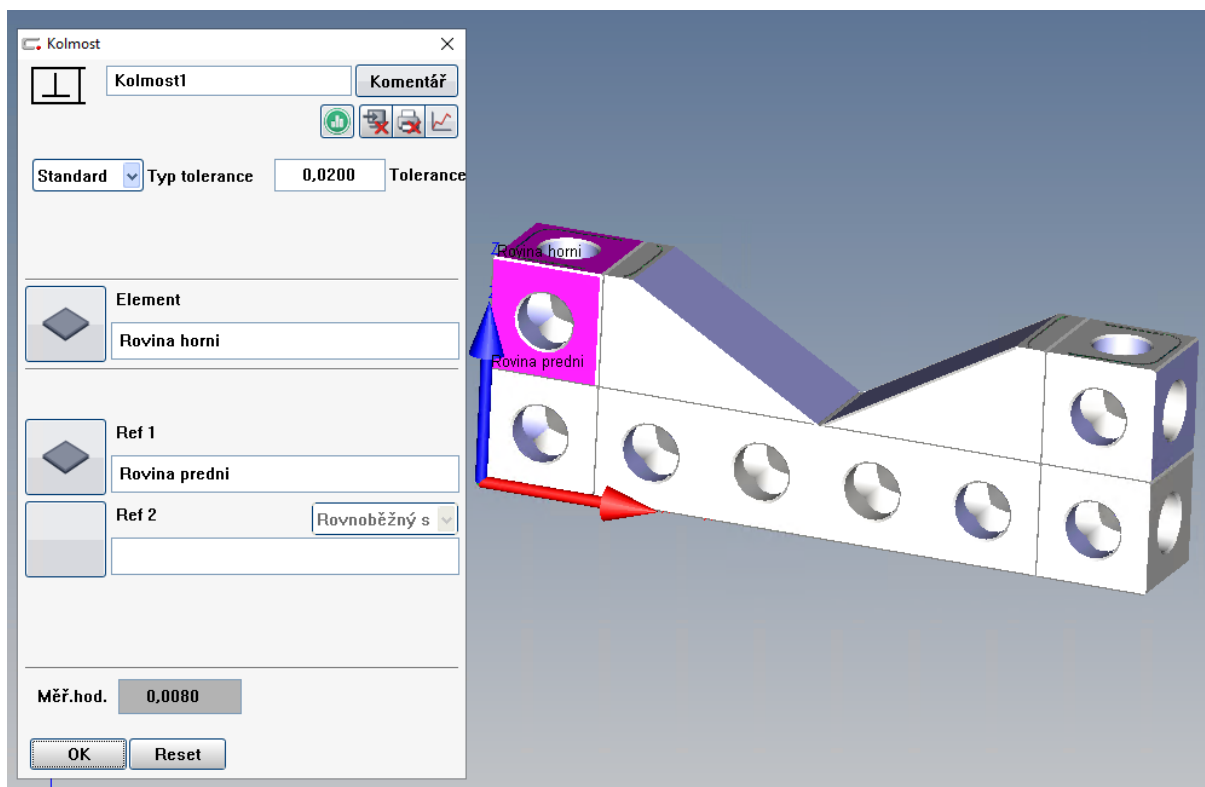 Kolmost
Kolmost1
Komentář
Standard
Typ tolerance
0,0200
Tolerance
Element
Rovina horni
Ref 1
Rovina predni
Ref 2
Rovnoběžný s
Měř.hod.
0,0080
OK
Reset
Z
Rovina horni
Z
Rovina predni